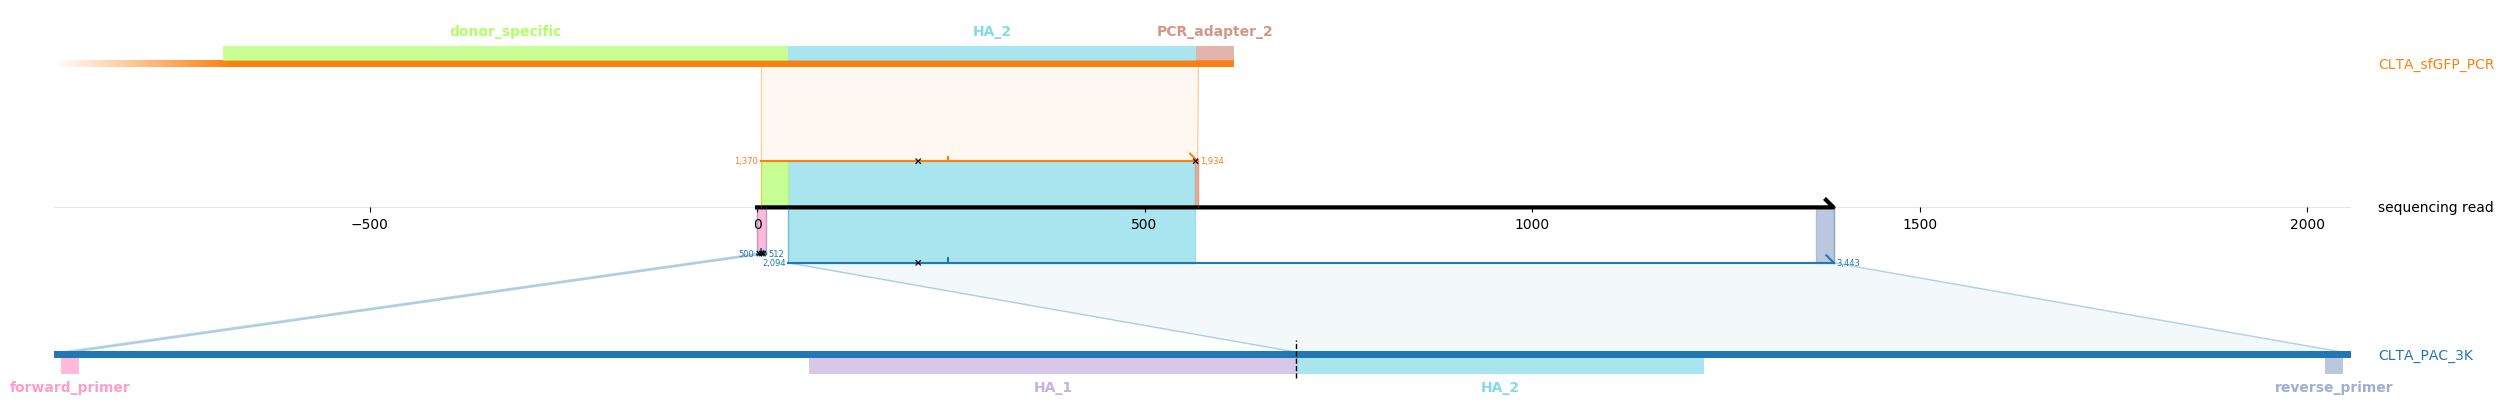 donor_specific HA_2 PCR_adapter_2
CLTA_sfGFP_PCR
1,370 1,934
sequencing read
−500 0 500 1000 1500 2000
500 512
2,094 3,443
CLTA_PAC_3K
forward_primer HA_1 HA_2 reverse_primer